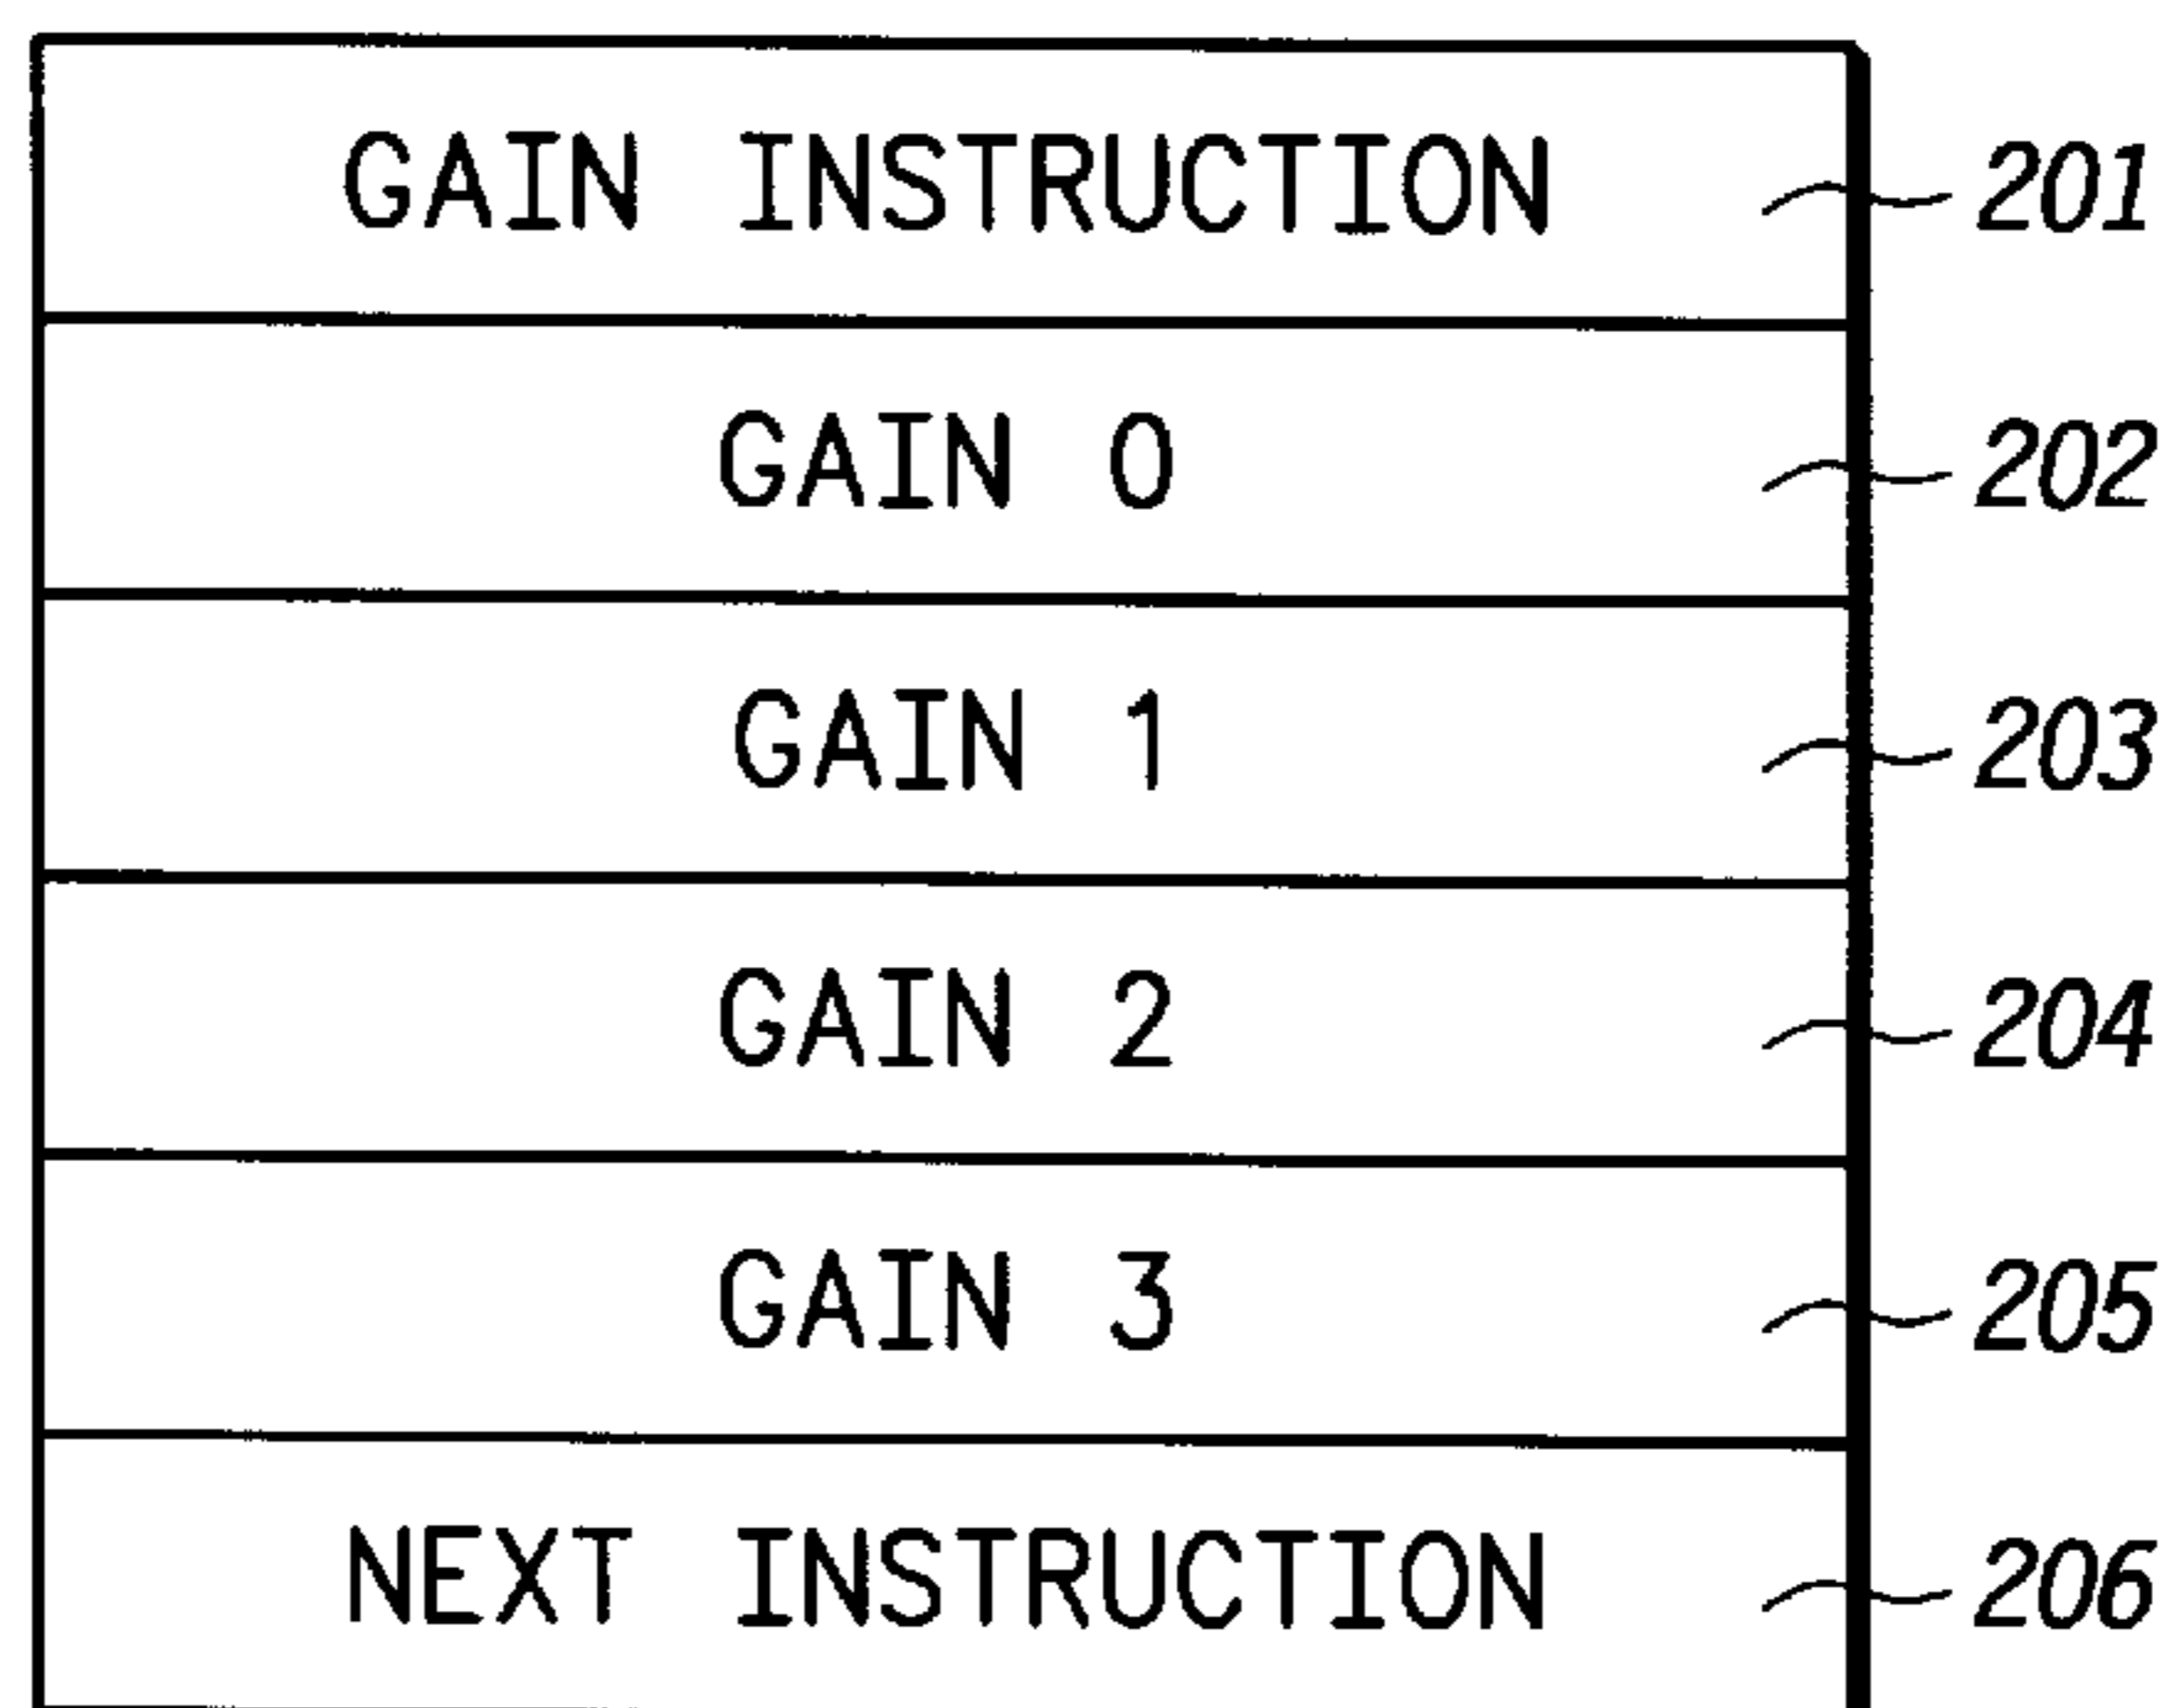 GAIN INSTRUCTION 201
GAIN 0 202
GAIN 1 203
GAIN 2 204
GAIN 3 205
NEXT INSTRUCTION 206